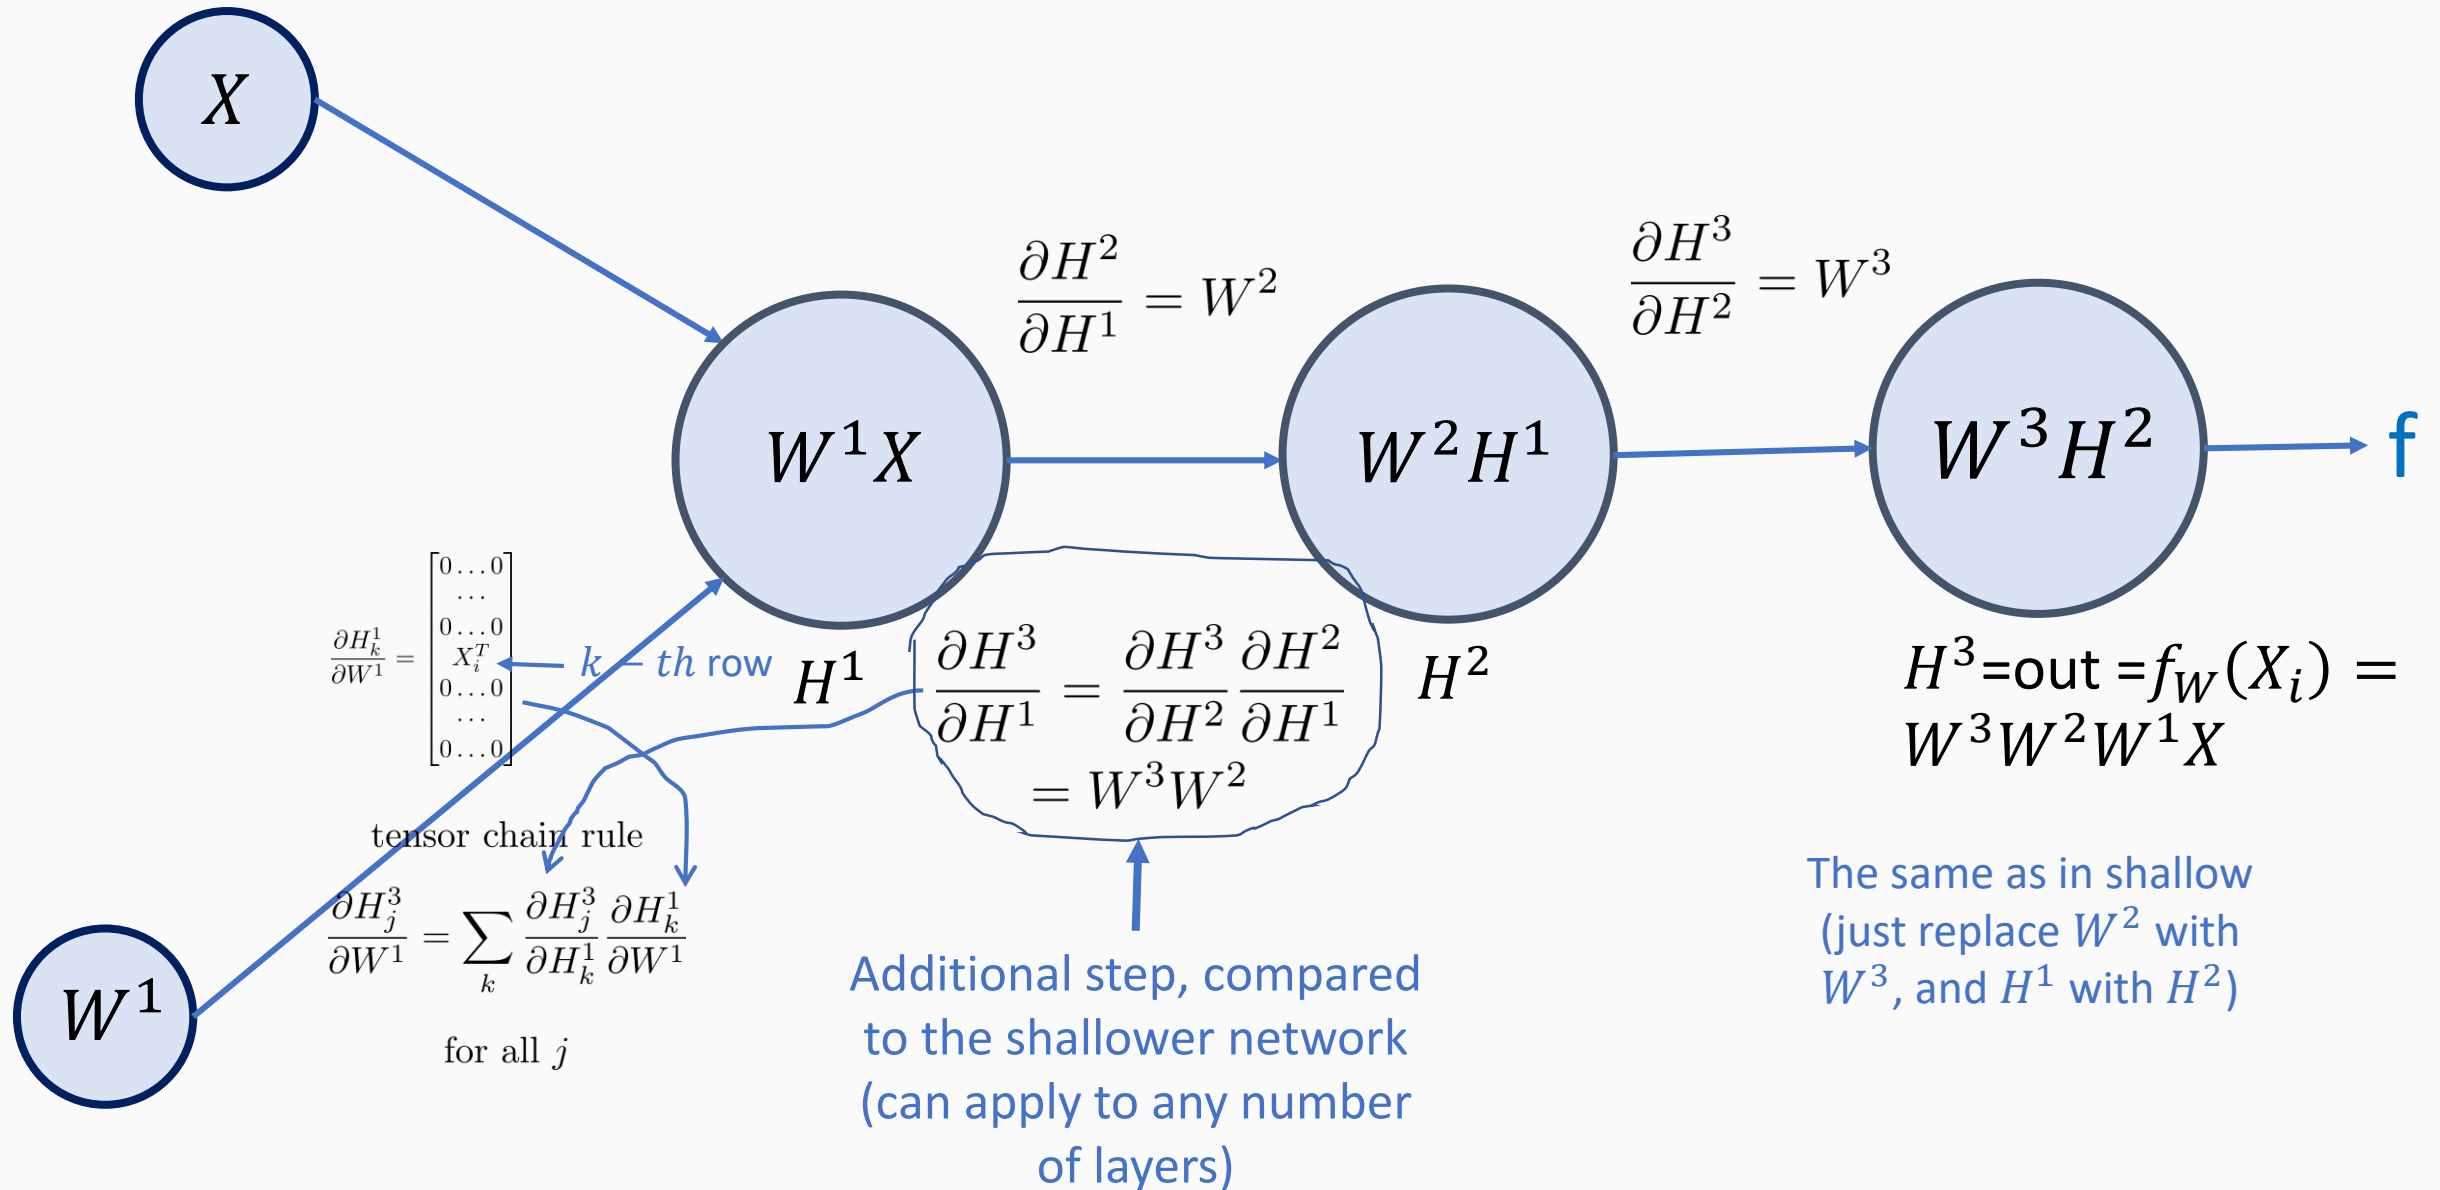 X
∂H²/∂H¹ = W²
∂H³/∂H² = W³
W¹X
W²H¹
W³H²
f
∂H¹ₖ/∂W¹ = [0 … 0
…
0 … 0
Xᵢᵀ
0 … 0
…
0 … 0]
k − th row
H¹
∂H³/∂H¹ = ∂H³/∂H² ∂H²/∂H¹
= W³W²
H²
H³=out =f_W(Xᵢ) =
W³W²W¹X
tensor chain rule
∂H³ⱼ/∂W¹ = ∑ₖ ∂H³ⱼ/∂H¹ₖ ∂H¹ₖ/∂W¹
for all j
W¹
Additional step, compared
to the shallower network
(can apply to any number
of layers)
The same as in shallow
(just replace W² with
W³, and H¹ with H²)